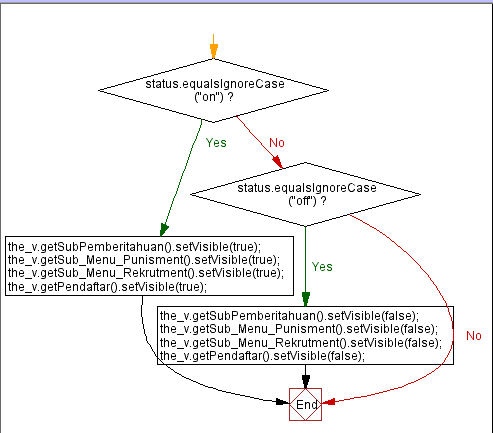 status.equalsIgnoreCase
("on") ?
Yes
No
status.equalsIgnoreCase
("off") ?
the_v.getSubPemberitahuan().setVisible(true);
the_v.getSub_Menu_Punisment().setVisible(true);
the_v.getSub_Menu_Rekrutment().setVisible(true);
the_v.getPendaftar().setVisible(true);
Yes
the_v.getSubPemberitahuan().setVisible(false);
the_v.getSub_Menu_Punisment().setVisible(false);
the_v.getSub_Menu_Rekrutment().setVisible(false);
the_v.getPendaftar().setVisible(false);
No
End